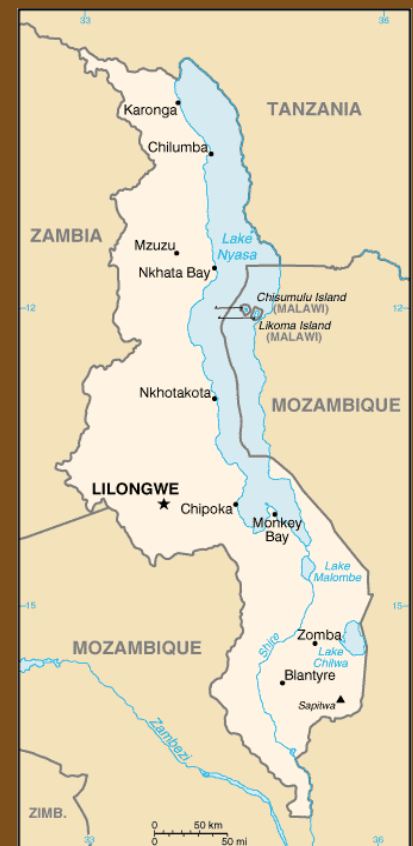 33
36
Karonga
TANZANIA
Chilumba
ZAMBIA
Lake
Nyasa
Mzuzu
Nkhata Bay
Chisumulu Island
(MALAWI)
12
12
Likoma Island
(MALAWI)
Nkhotakota
MOZAMBIQUE
LILONGWE
Chipoka
Monkey
Bay
Lake
Malombe
15
15
Shire
Zomba
MOZAMBIQUE
Lake
Chilwa
Blantyre
Sapitwa
Zambezi
ZIMB.
0
50 km
0
50 mi
33
36